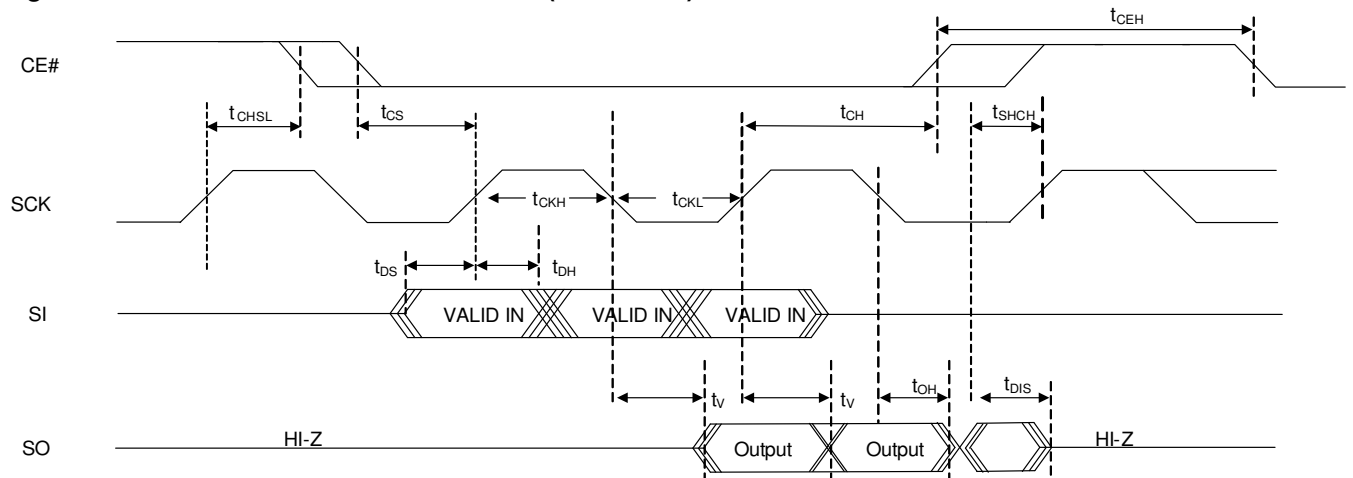 tCEH
CE#
tCHSL
tCS
tCH
tSHCH
SCK
tCKH
tCKL
tDS
tDH
SI
VALID IN
VALID IN
VALID IN
tV
tV
tOH
tDIS
SO
HI-Z
Output
Output
HI-Z